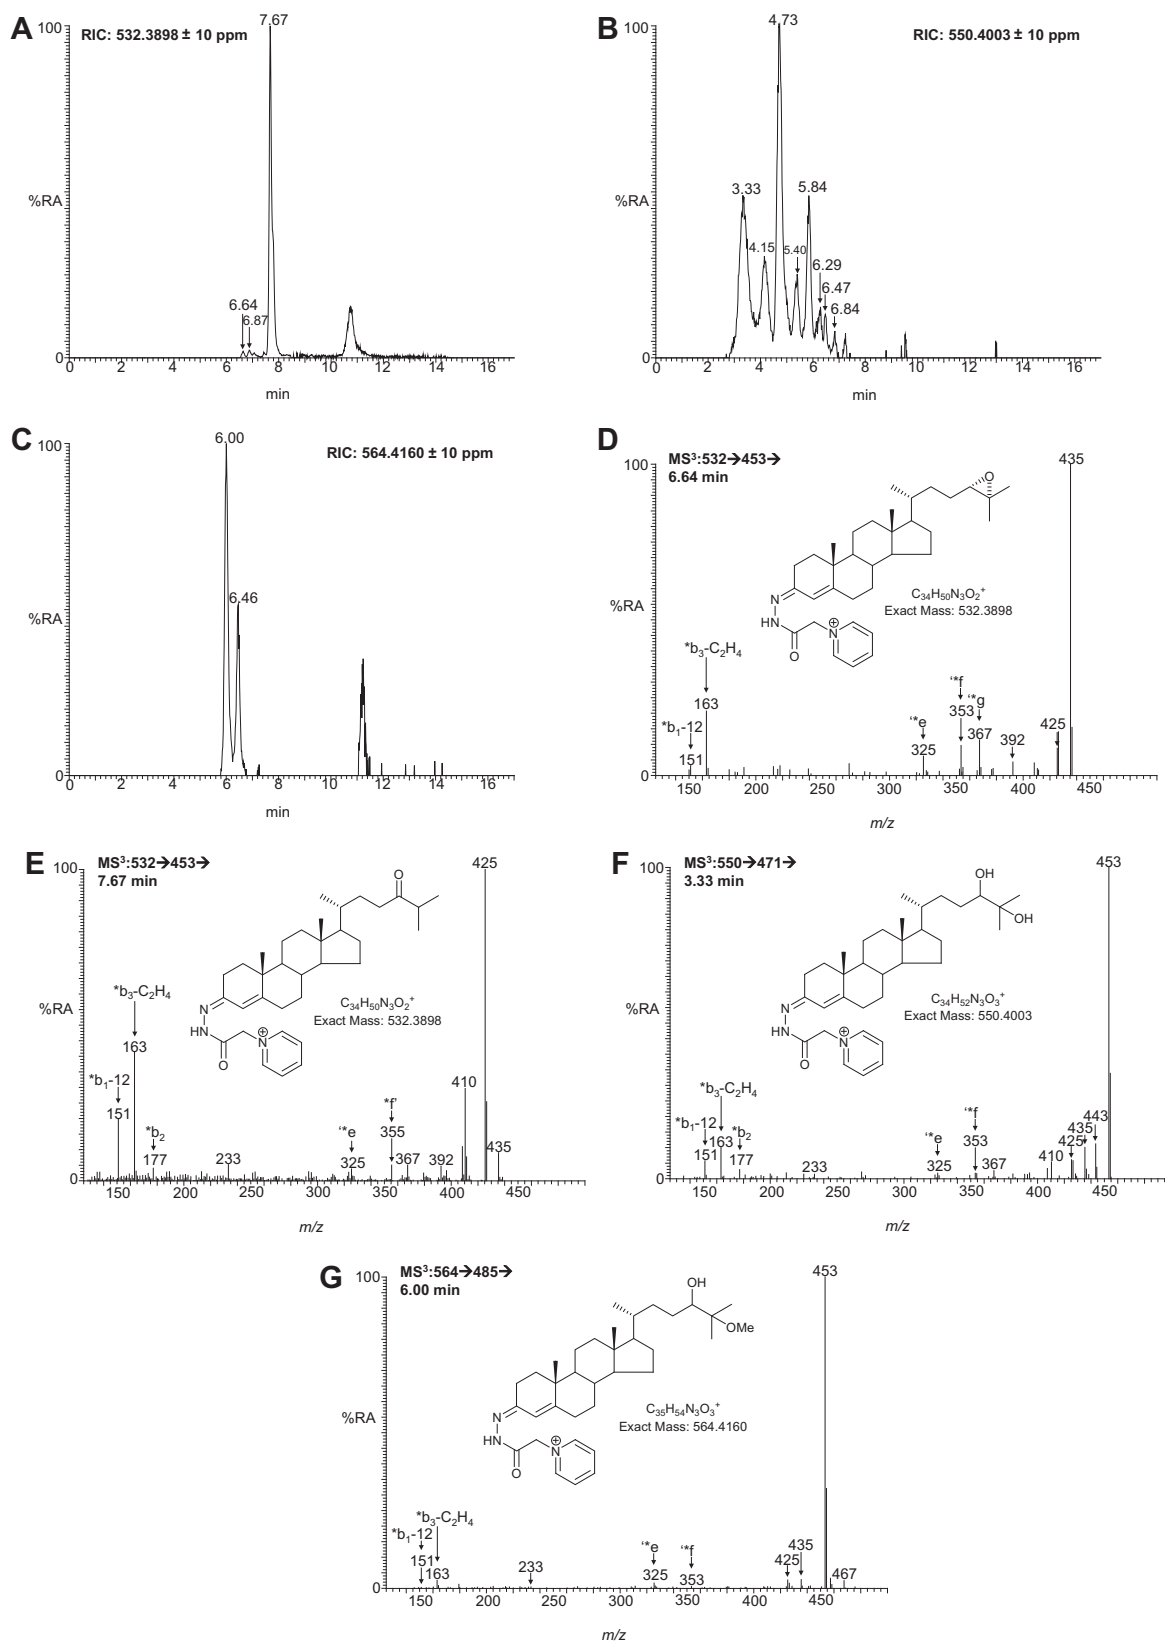 A
RIC: 532.3898 ± 10 ppm
100
7.67
%RA
6.64
6.87
0
0 2 4 6 8 10 12 14 16
min
B
RIC: 550.4003 ± 10 ppm
100
4.73
3.33
5.84
%RA
4.15
5.40
6.29
6.47
6.84
0
0 2 4 6 8 10 12 14 16
min
C
RIC: 564.4160 ± 10 ppm
100
6.00
6.46
%RA
0
0 2 4 6 8 10 12 14 16
min
D
MS³:532→453→
6.64 min
100
435
O
N
HN
O
N
⊕
C₃₄H₅₀N₃O₂⁺
Exact Mass: 532.3898
%RA
*b₃-C₂H₄
163
*b₁-12
151
‘*e
325
‘*f
353
‘*g
367
392
425
0
150 200 250 300 350 400 450
m/z
E
MS³:532→453→
7.67 min
100
425
O
N
HN
O
N
⊕
C₃₄H₅₀N₃O₂⁺
Exact Mass: 532.3898
%RA
*b₃-C₂H₄
163
*b₁-12
151
*b₂
177
233
‘*e
325
*f'
355
367
392
410
435
0
150 200 250 300 350 400 450
m/z
F
MS³:550→471→
3.33 min
100
453
OH
OH
N
HN
O
N
⊕
C₃₄H₅₂N₃O₃⁺
Exact Mass: 550.4003
%RA
*b₃-C₂H₄
*b₁-12
163
151
*b₂
177
233
‘*e
325
‘*f
353
367
410
425
435
443
0
150 200 250 300 350 400 450
m/z
G
MS³:564→485→
6.00 min
100
453
OH
OMe
N
HN
O
N
⊕
C₃₅H₅₄N₃O₃⁺
Exact Mass: 564.4160
%RA
*b₃-C₂H₄
*b₁-12
151
163
233
‘*e
325
‘*f
353
425
435
467
0
150 200 250 300 350 400 450
m/z